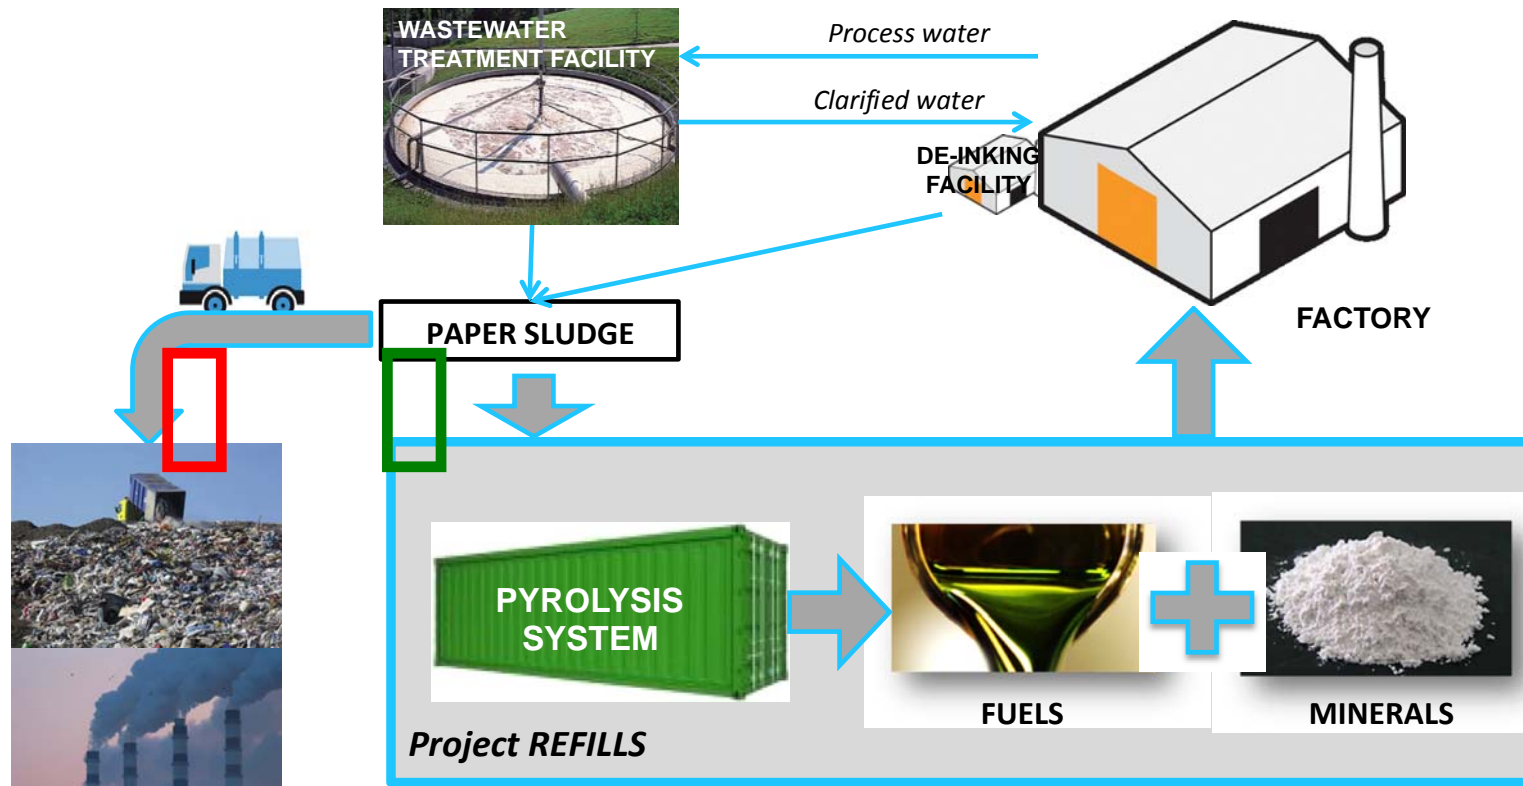 WASTEWATER
TREATMENT FACILITY
Process water
Clarified water
DE-INKING
FACILITY
FACTORY
PAPER SLUDGE
PYROLYSIS
SYSTEM
FUELS
MINERALS
Project REFILLS